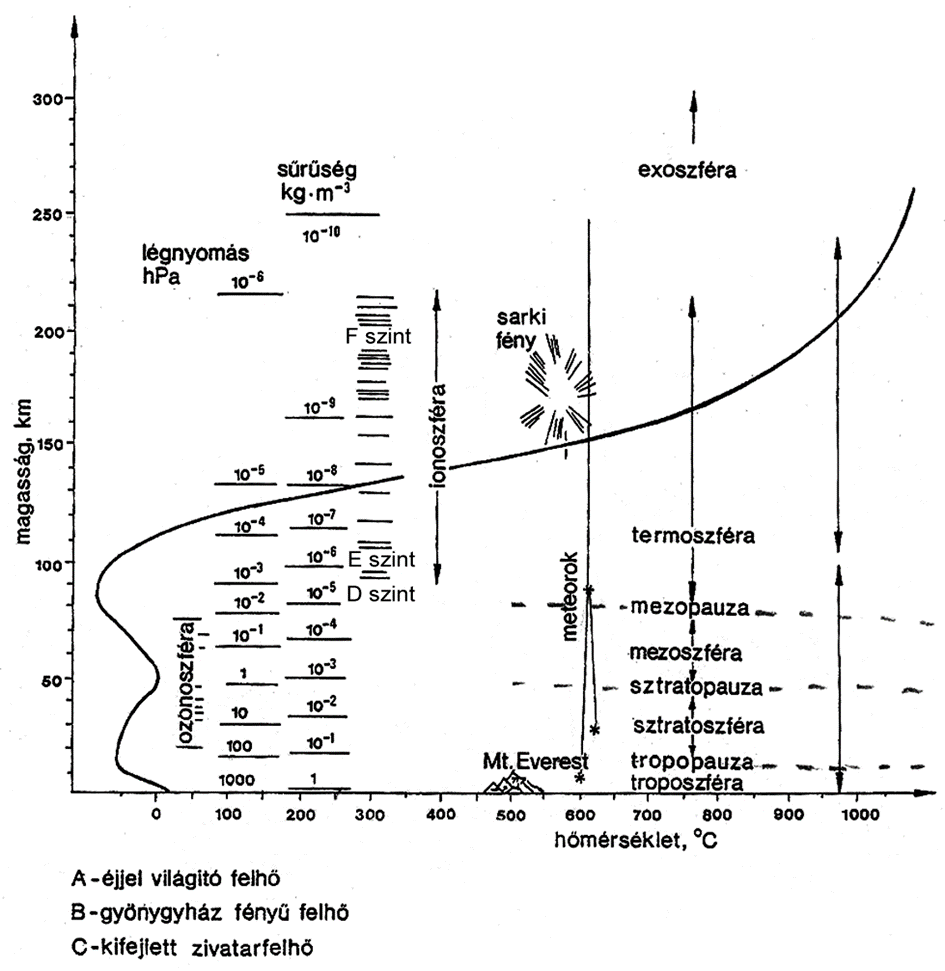 300
250
200
150
100
50
magasság, km
légnyomás
hPa
10⁻⁶
10⁻⁵
10⁻⁴
10⁻³
10⁻²
10⁻¹
1
10
100
1000
sűrűség
kg·m⁻³
10⁻¹⁰
10⁻⁹
10⁻⁸
10⁻⁷
10⁻⁶
10⁻⁵
10⁻⁴
10⁻³
10⁻²
10⁻¹
1
ozonoszféra
F szint
E szint
D szint
ionoszféra
sarki
fény
meteorok
Mt. Everest
exoszféra
termoszféra
mezopauza
mezoszféra
sztratopauza
sztratoszféra
tropopauza
troposzféra
0 100 200 300 400 500 600 700 800 900 1000
hőmérséklet, °C
A-éjjel világitó felhő
B-gyöngyház fényű felhő
C-kifejlett zivatarfelhő